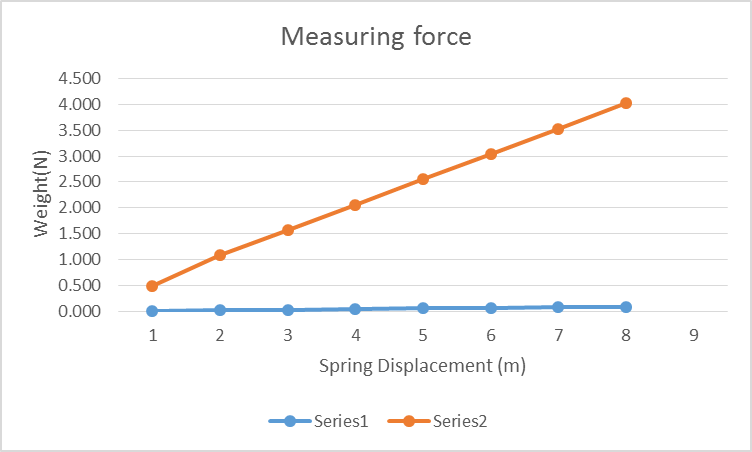 Measuring force
4.500
4.000
3.500
3.000
2.500
2.000
1.500
1.000
0.500
0.000
Weight(N)
1 2 3 4 5 6 7 8 9
Spring Displacement (m)
Series1 Series2